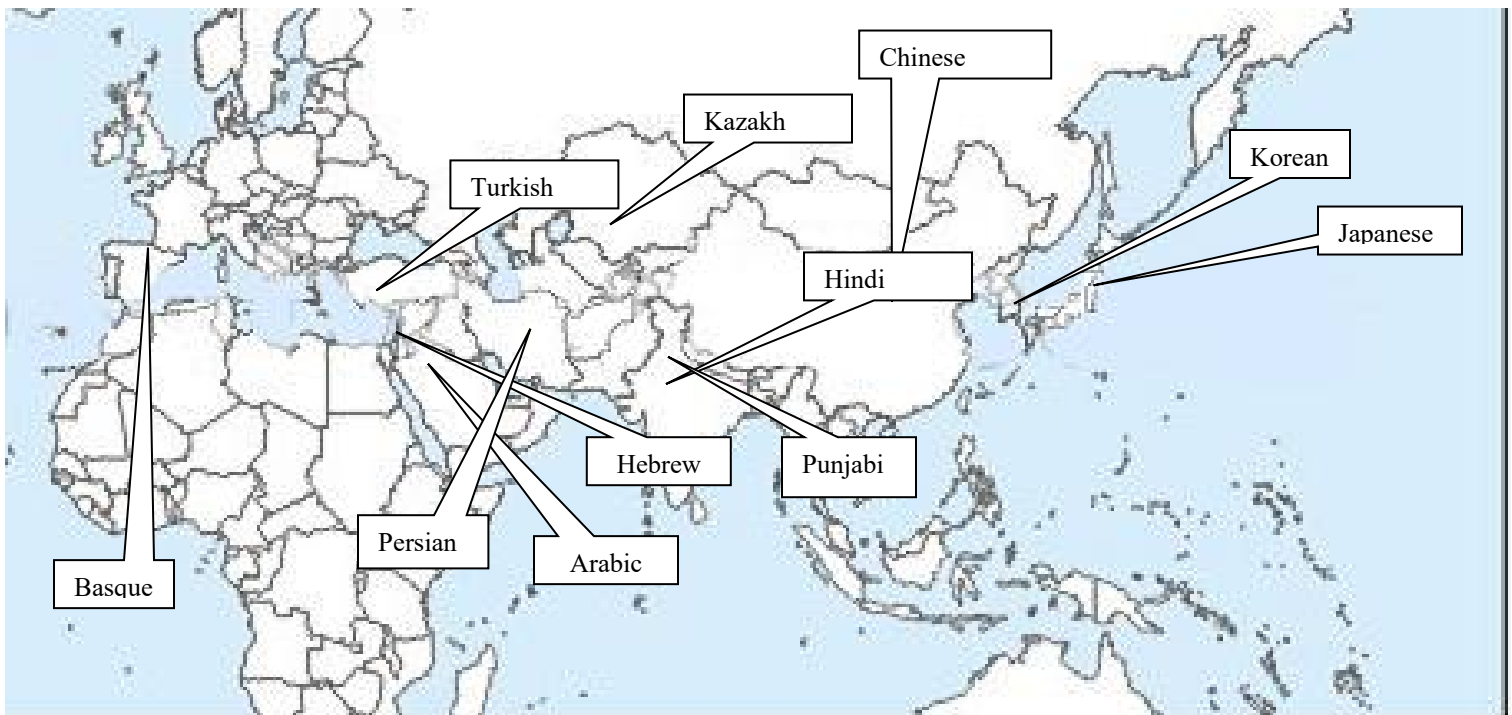 Chinese
Kazakh
Korean
Turkish
Japanese
Hindi
Hebrew
Punjabi
Persian
Arabic
Basque